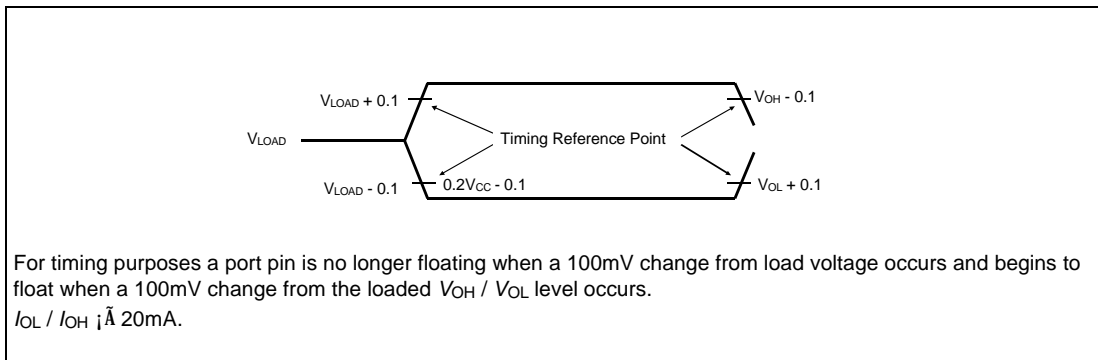 VLOAD + 0.1
VOH - 0.1
VLOAD
Timing Reference Point
VLOAD - 0.1
0.2VCC - 0.1
VOL + 0.1
For timing purposes a port pin is no longer floating when a 100mV change from load voltage occurs and begins to
float when a 100mV change from the loaded VOH / VOL level occurs.
IOL / IOH ¡Ã 20mA.